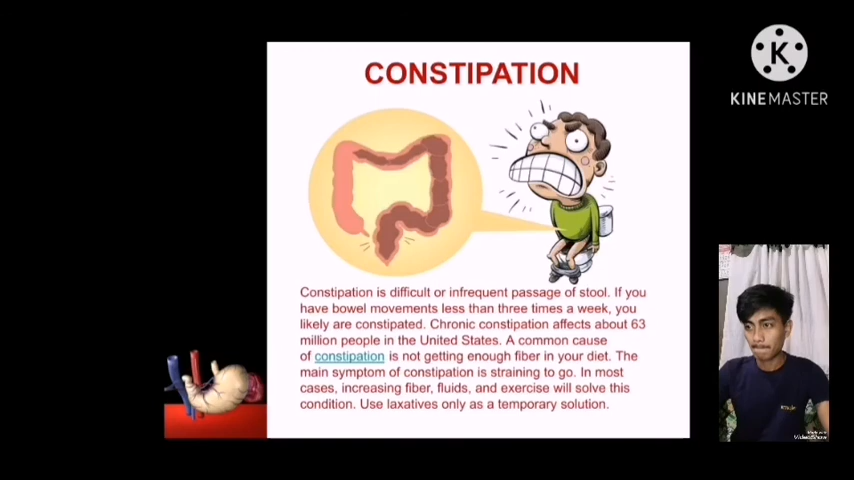 CONSTIPATION
Constipation is difficult or infrequent passage of stool. If you
have bowel movements less than three times a week, you
likely are constipated. Chronic constipation affects about 63
million people in the United States. A common cause
of constipation is not getting enough fiber in your diet. The
main symptom of constipation is straining to go. In most
cases, increasing fiber, fluids, and exercise will solve this
condition. Use laxatives only as a temporary solution.
K
KINEMASTER
Made with
VideoShow